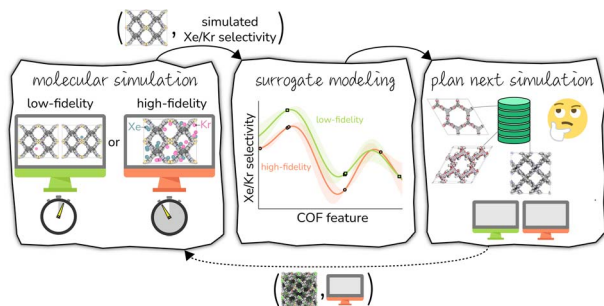 simulated
Xe/Kr selectivity
molecular simulation
low-fidelity
or
high-fidelity
Xe
Kr
surrogate modeling
low-fidelity
high-fidelity
Xe/Kr selectivity
COF feature
plan next simulation